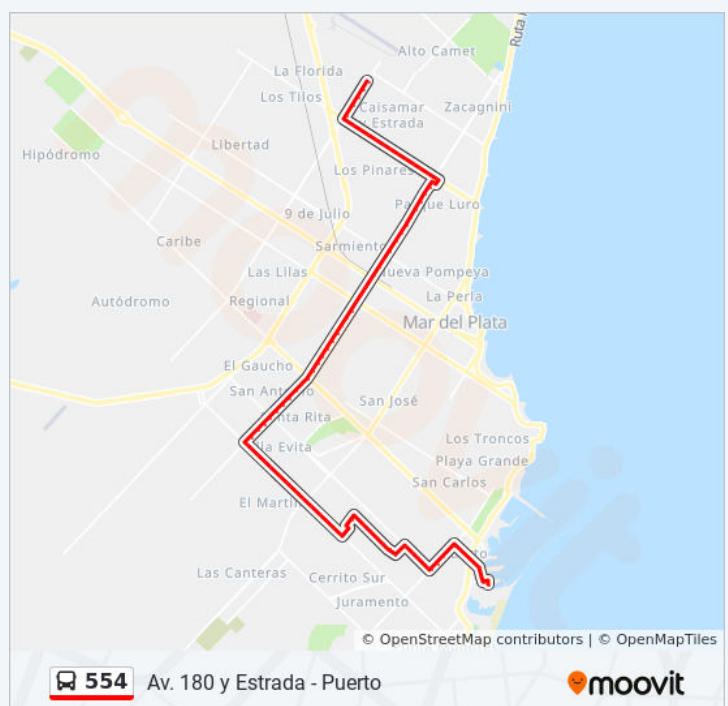 Alto Camet
Ruta
La Florida
Los Tilos
Caisamar
y Estrada
Zacagnini
Libertad
Hipódromo
Los Pinares
Parque Luro
9 de Julio
Caribe
Sarmiento
Nueva Pompeya
Las Lilas
La Perla
Autódromo
Regional
Mar del Plata
El Gaucho
San Antonio
San José
Santa Rita
Los Troncos
Villa Evita
Playa Grande
San Carlos
El Martillo
Puerto
Las Canteras
Cerrito Sur
Juramento
© OpenStreetMap contributors | © OpenMapTiles
554 Av. 180 y Estrada - Puerto
moovit